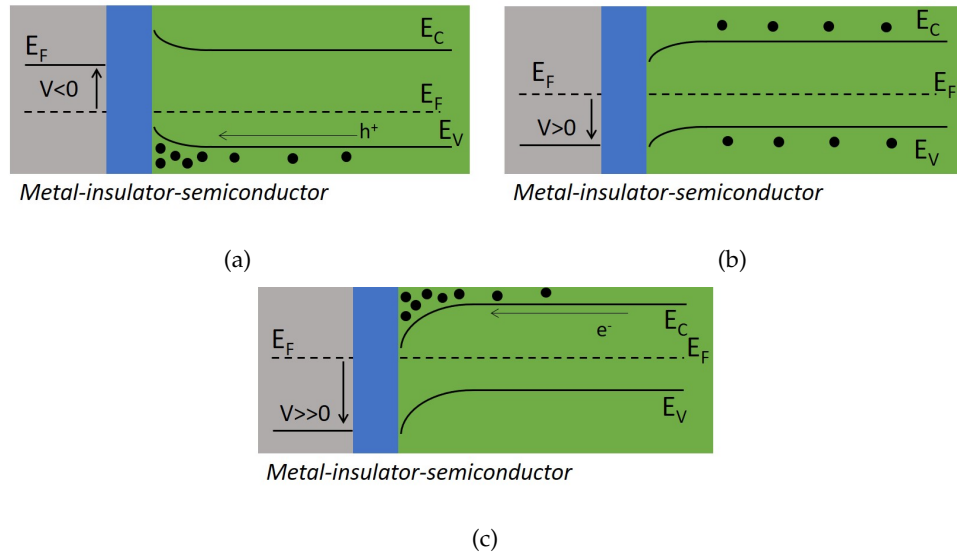 E_F
V<0
E_C
E_F
h⁺
E_V
Metal-insulator-semiconductor
(a)
E_F
V>0
E_C
E_F
E_V
Metal-insulator-semiconductor
(b)
E_F
V>>0
e⁻
E_C
E_F
E_V
Metal-insulator-semiconductor
(c)